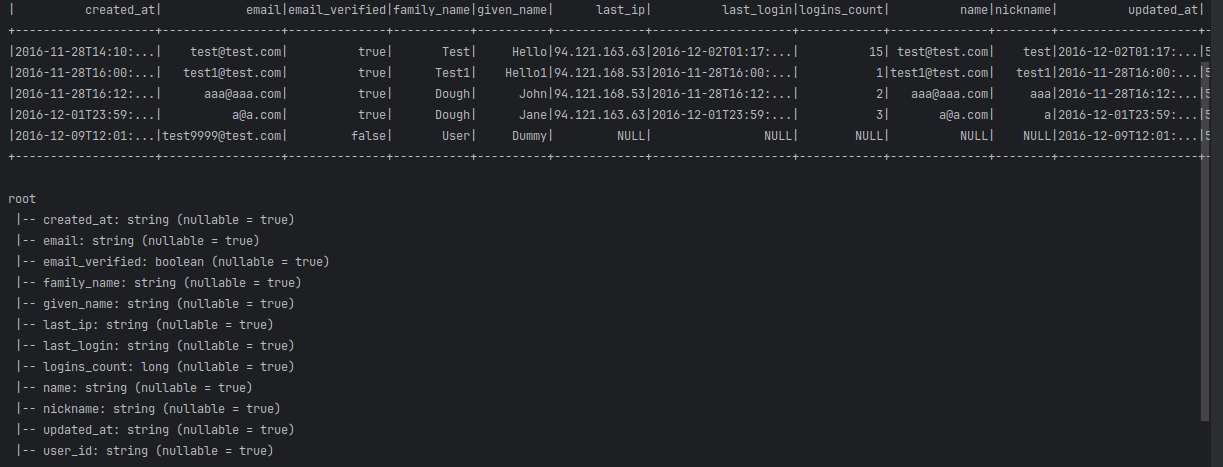 |          created_at|           email|email_verified|family_name|given_name|      last_ip|          last_login|logins_count|          name|nickname|          updated_at|
+--------------------+----------------+--------------+-----------+----------+-------------+--------------------+------------+--------------+--------+--------------------+-
|2016-11-28T14:10:...|   test@test.com|          true|       Test|     Hello|94.121.163.63|2016-12-02T01:17:...|          15| test@test.com|    test|2016-12-02T01:17:...|5
|2016-11-28T16:00:...|  test1@test.com|          true|      Test1|    Hello1|94.121.168.53|2016-11-28T16:00:...|           1|test1@test.com|   test1|2016-11-28T16:00:...|5
|2016-11-28T16:12:...|     aaa@aaa.com|          true|      Dough|      John|94.121.168.53|2016-11-28T16:12:...|           2|   aaa@aaa.com|     aaa|2016-11-28T16:12:...|5
|2016-12-01T23:59:...|         a@a.com|          true|      Dough|      Jane|94.121.163.63|2016-12-01T23:59:...|           3|       a@a.com|       a|2016-12-01T23:59:...|5
|2016-12-09T12:01:...|test9999@test.com|         false|       User|     Dummy|         NULL|                NULL|        NULL|          NULL|    NULL|2016-12-09T12:01:...|5
+--------------------+----------------+--------------+-----------+----------+-------------+--------------------+------------+--------------+--------+--------------------+-
root
 |-- created_at: string (nullable = true)
 |-- email: string (nullable = true)
 |-- email_verified: boolean (nullable = true)
 |-- family_name: string (nullable = true)
 |-- given_name: string (nullable = true)
 |-- last_ip: string (nullable = true)
 |-- last_login: string (nullable = true)
 |-- logins_count: long (nullable = true)
 |-- name: string (nullable = true)
 |-- nickname: string (nullable = true)
 |-- updated_at: string (nullable = true)
 |-- user_id: string (nullable = true)